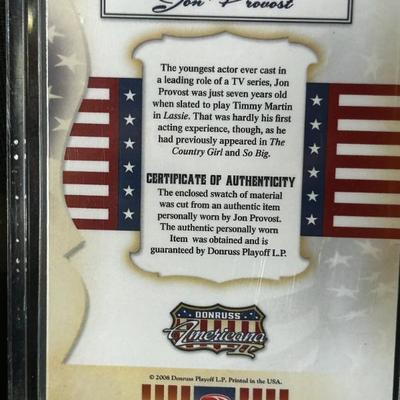 Jon Provost
The youngest actor ever cast in
a leading role of a TV series, Jon
Provost was just seven years old
when slated to play Timmy Martin
in Lassie. That was hardly his first
acting experience, though, as he
had previously appeared in The
Country Girl and So Big.
CERTIFICATE OF AUTHENTICITY
The enclosed swatch of material
was cut from an authentic item
personally worn by Jon Provost.
The authentic personally worn
Item was obtained and is
guaranteed by Donruss Playoff L.P.
DONRUSS
Americana
II
© 2008 Donruss Playoff L.P. Printed in the USA.